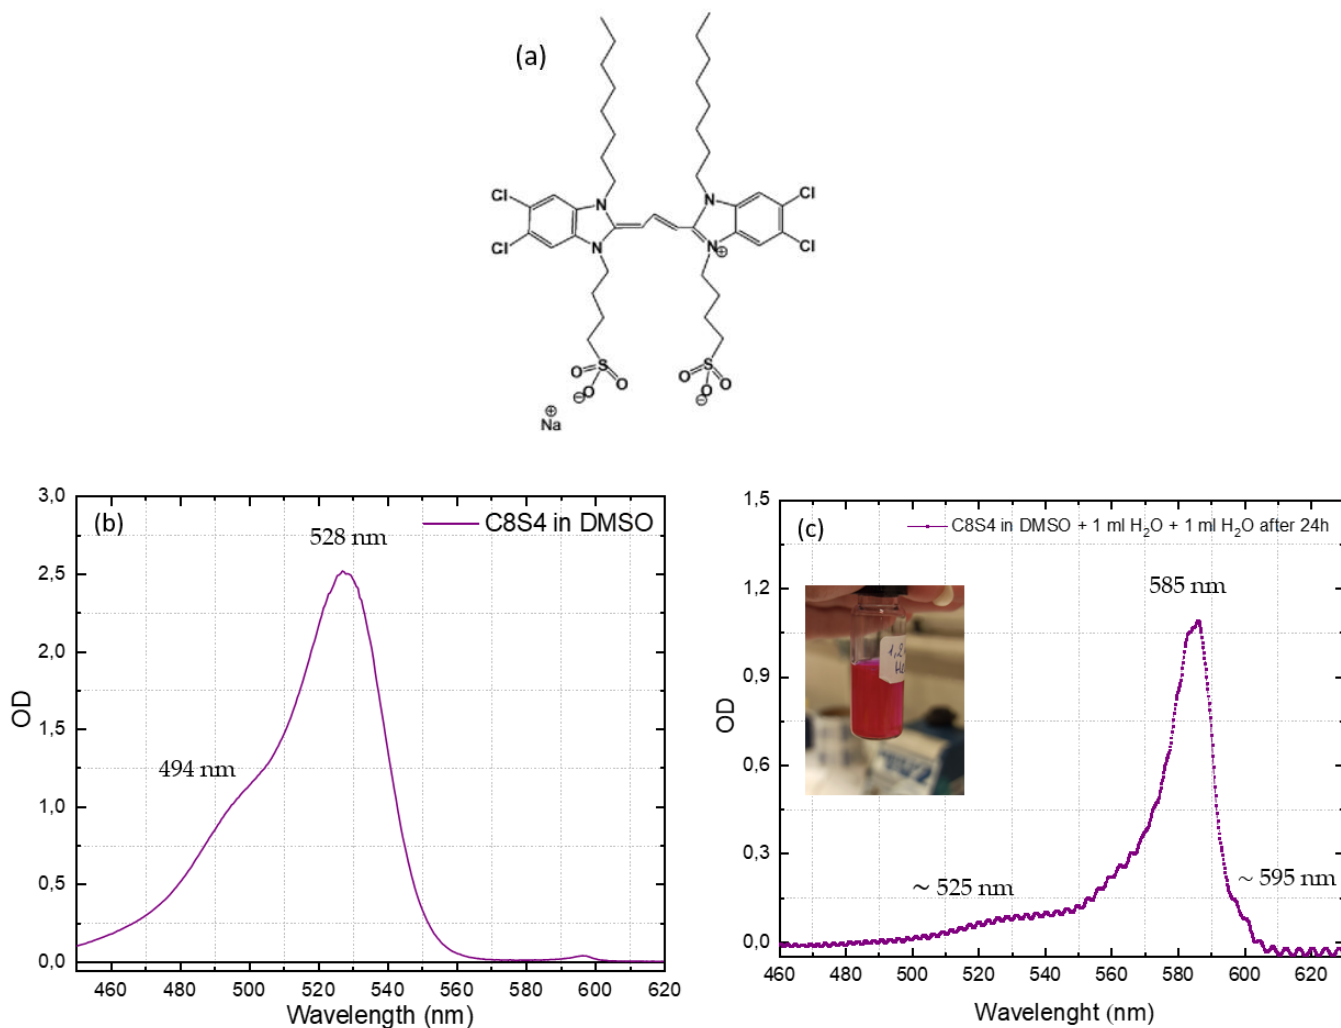 (a)
Cl
Cl
N
N
N
N
⊕
Cl
Cl
O
S
O
O
⊖
⊕
Na
O
S
O
O
⊖
(b)
C8S4 in DMSO
528 nm
494 nm
OD
3,0
2,5
2,0
1,5
1,0
0,5
0,0
460 480 500 520 540 560 580 600 620
Wavelength (nm)
(c)
C8S4 in DMSO + 1 ml H₂O + 1 ml H₂O after 24h
585 nm
~ 525 nm
~ 595 nm
OD
1,5
1,2
0,9
0,6
0,3
0,0
460 480 500 520 540 560 580 600 620
Wavelenght (nm)